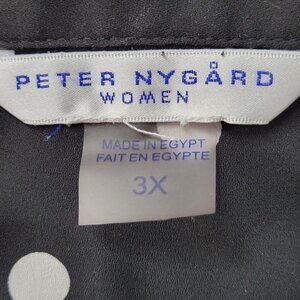 PETER NYGÅRD
WOMEN
MADE IN EGYPT
FAIT EN EGYPTE
3X